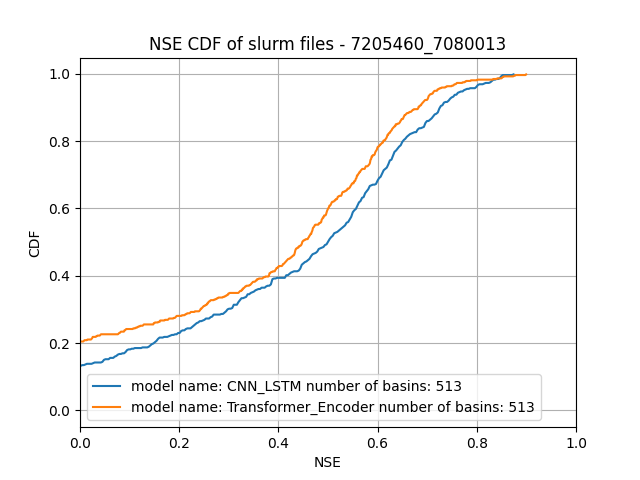 NSE CDF of slurm files - 7205460_7080013
CDF
1.0
0.8
0.6
0.4
0.2
0.0
model name: CNN_LSTM number of basins: 513
model name: Transformer_Encoder number of basins: 513
0.0 0.2 0.4 0.6 0.8 1.0
NSE